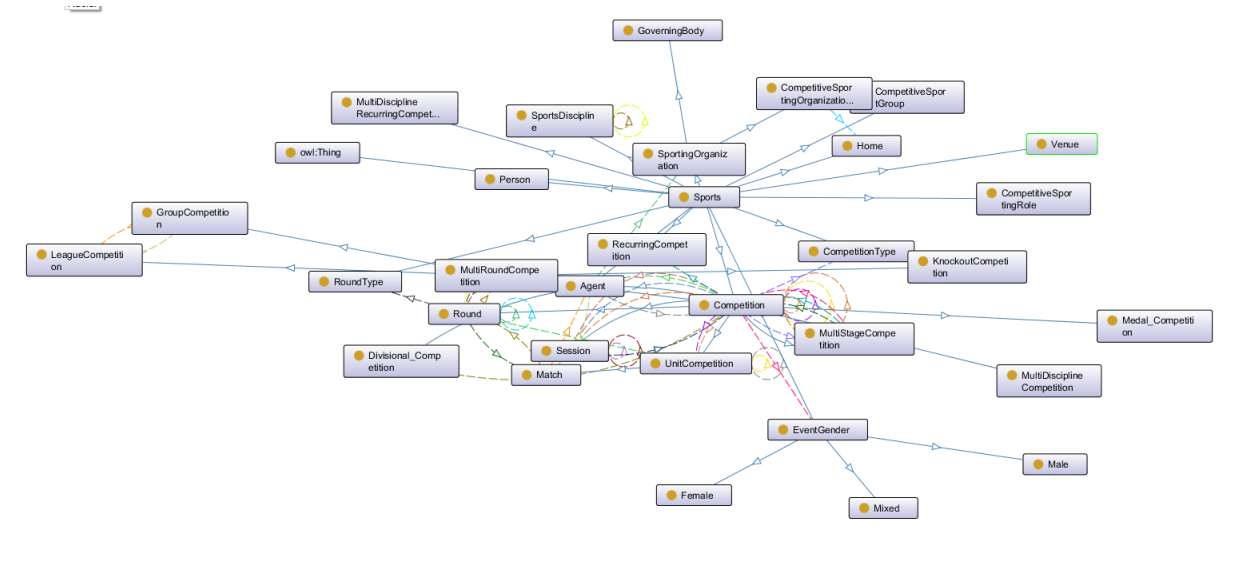 GoverningBody
CompetitiveSpor
tingOrganizatio...
CompetitiveSpor
tGroup
MultiDiscipline
RecurringCompet...
SportsDisciplin
e
Home
Venue
owl:Thing
SportingOrganiz
ation
Person
Sports
CompetitiveSpor
tingRole
GroupCompetitio
n
RecurringCompet
ition
CompetitionType
LeagueCompetiti
on
KnockoutCompeti
tion
RoundType
MultiRoundCompe
tition
Agent
Competition
Round
Medal_Competiti
on
MultiStageCompe
tition
Session
Divisional_Comp
etition
UnitCompetition
Match
MultiDiscipline
Competition
EventGender
Male
Female
Mixed